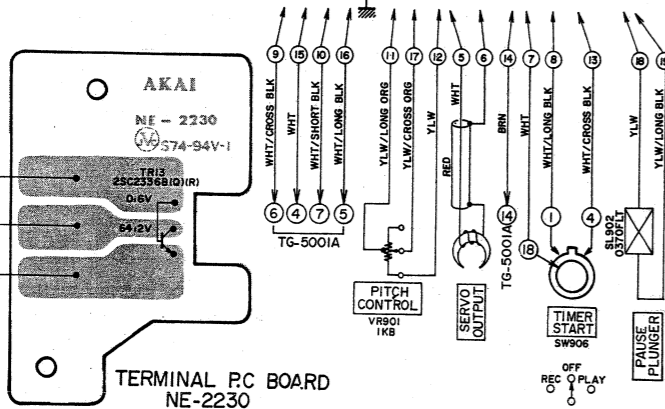 9 15 10 16 11 17 12 5 6 14 7 8 13 18
WHT/CROSS BLK
WHT
WHT/SHORT BLK
WHT/LONG BLK
YLW/LONG ORG
YLW/CROSS ORG
YLW
WHT
RED
BRN
WHT
WHT/LONG BLK
WHT/CROSS BLK
YLW
YLW/LONG BLK
AKAI
NE-2230
S74-94V-1
TR13
2SC2336B(Q)(R)
0.6V
64.2V
6 4 7 5
TG-5001A
14
TG-5001A
18
1
4
SL902
0370FLT
PITCH
CONTROL
VR901
1KB
SERVO
OUTPUT
TIMER
START
SW906
PAUSE
PLUNGER
OFF
REC PLAY
TERMINAL P.C BOARD
NE-2230